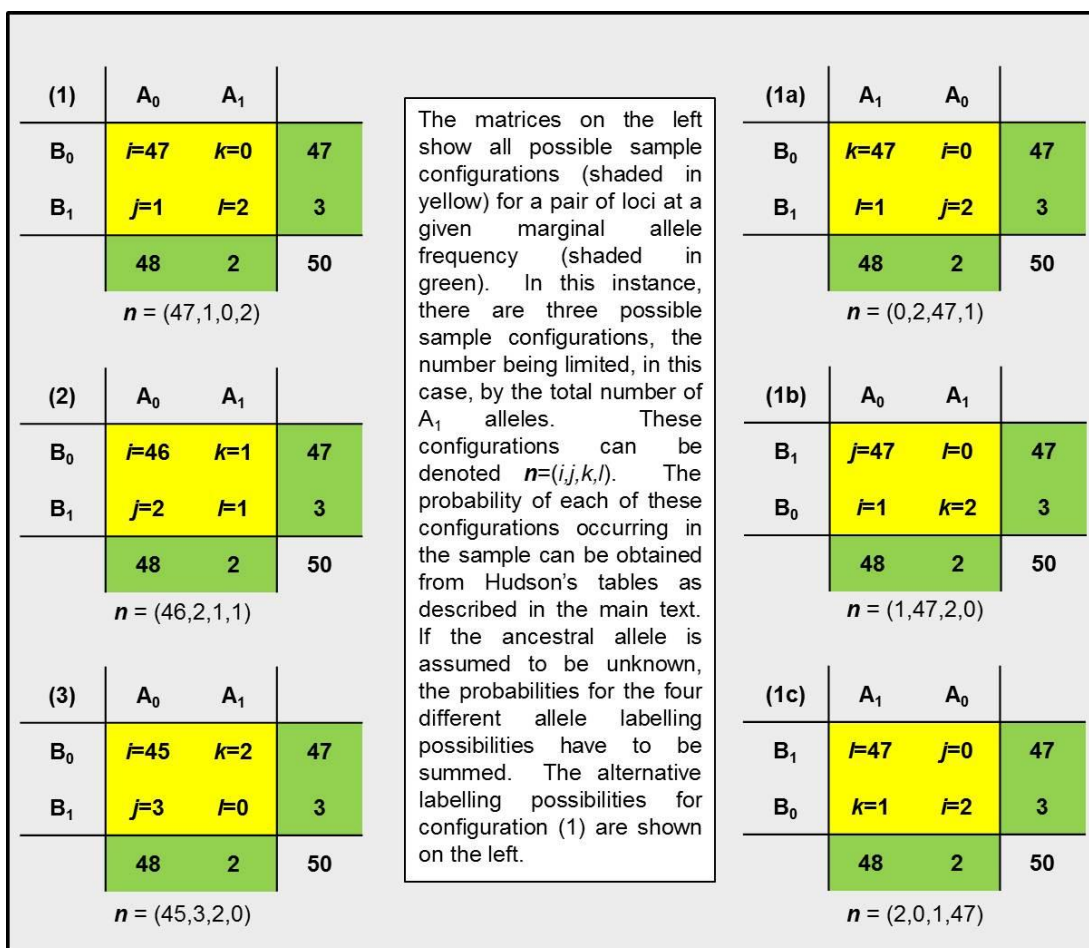 (1) A₀ A₁
B₀ i=47 k=0 47
B₁ j=1 l=2 3
48 2 50
n = (47,1,0,2)
(2) A₀ A₁
B₀ i=46 k=1 47
B₁ j=2 l=1 3
48 2 50
n = (46,2,1,1)
(3) A₀ A₁
B₀ i=45 k=2 47
B₁ j=3 l=0 3
48 2 50
n = (45,3,2,0)
The matrices on the left
show all possible sample
configurations (shaded in
yellow) for a pair of loci at a
given marginal allele
frequency (shaded in
green). In this instance,
there are three possible
sample configurations, the
number being limited, in this
case, by the total number of
A₁ alleles. These
configurations can be
denoted n=(i,j,k,l). The
probability of each of these
configurations occurring in
the sample can be obtained
from Hudson's tables as
described in the main text.
If the ancestral allele is
assumed to be unknown,
the probabilities for the four
different allele labelling
possibilities have to be
summed. The alternative
labelling possibilities for
configuration (1) are shown
on the left.
(1a) A₁ A₀
B₀ k=47 i=0 47
B₁ l=1 j=2 3
48 2 50
n = (0,2,47,1)
(1b) A₀ A₁
B₁ j=47 l=0 47
B₀ i=1 k=2 3
48 2 50
n = (1,47,2,0)
(1c) A₁ A₀
B₁ l=47 j=0 47
B₀ k=1 i=2 3
48 2 50
n = (2,0,1,47)